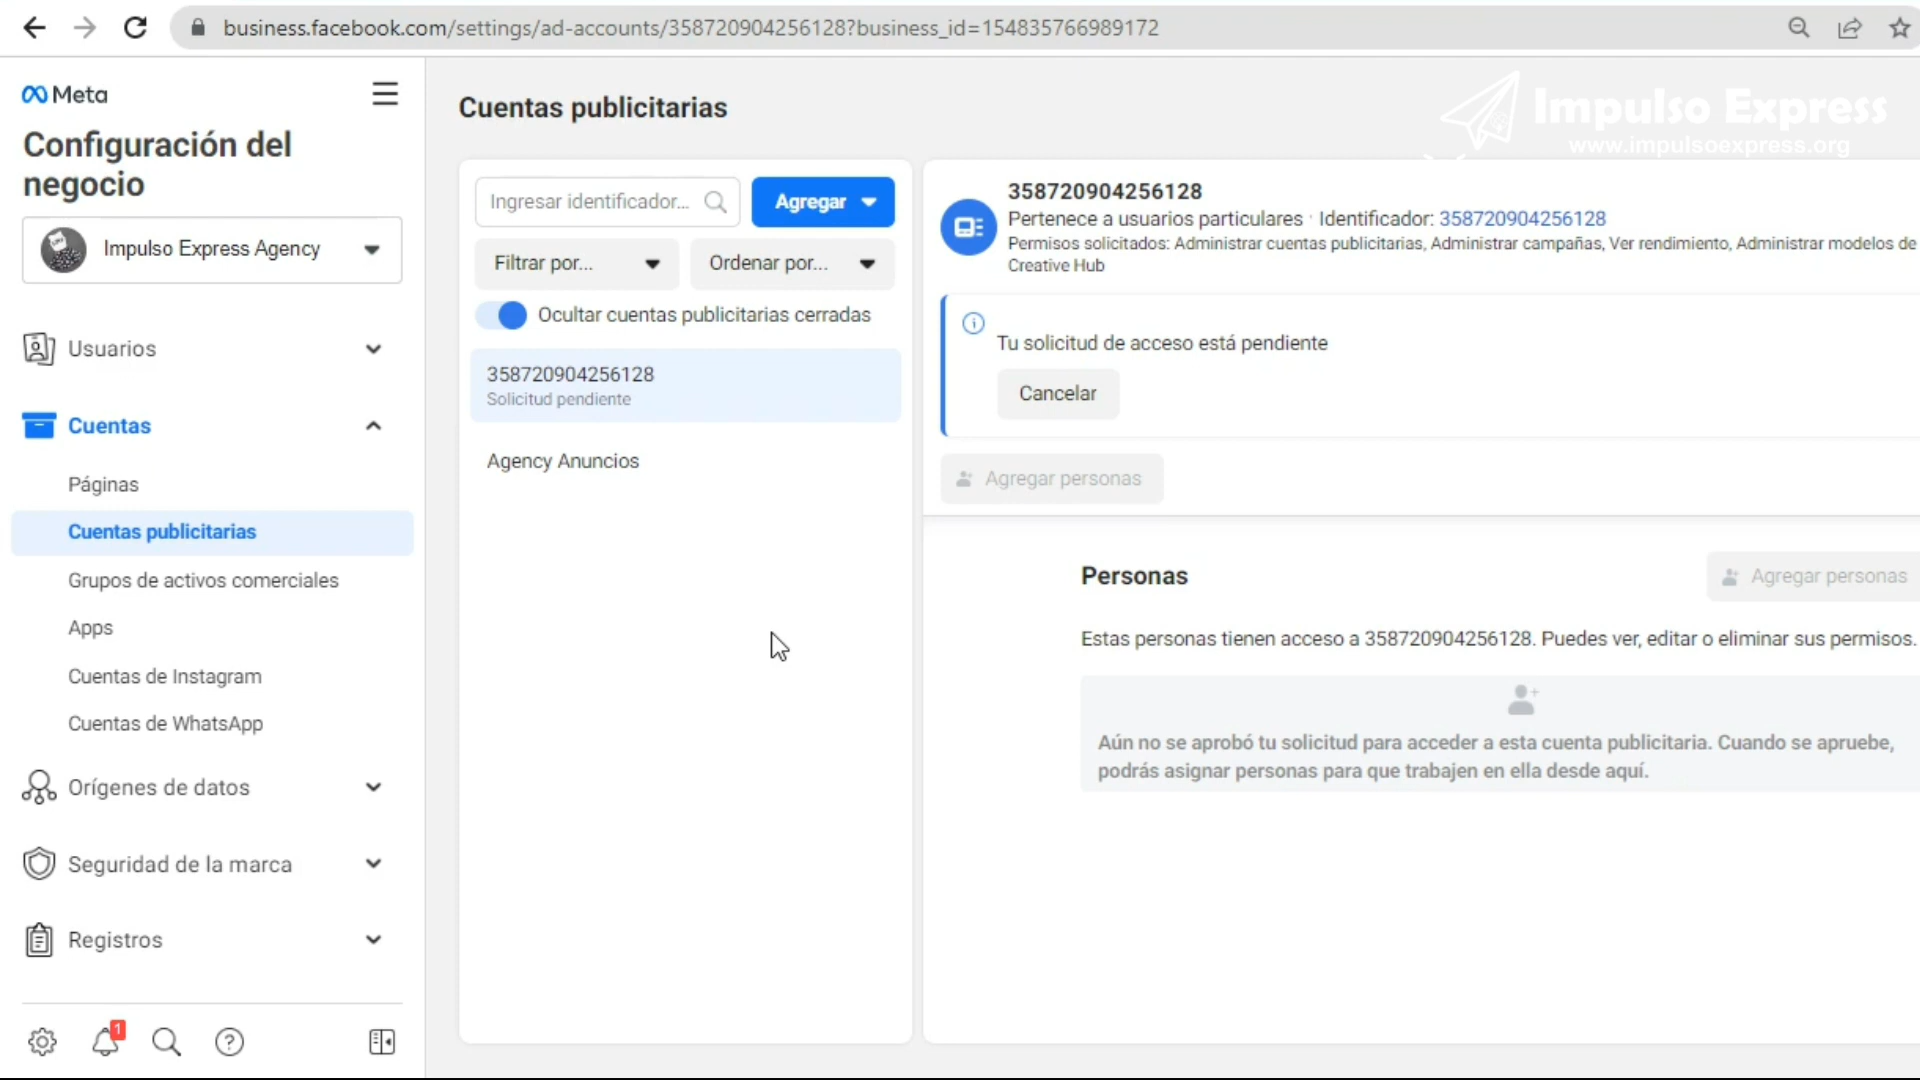 business.facebook.com/settings/ad-accounts/358720904256128?business_id=154835766989172
Meta
Configuración del
negocio
Impulso Express Agency
Usuarios
Cuentas
Páginas
Cuentas publicitarias
Grupos de activos comerciales
Apps
Cuentas de Instagram
Cuentas de WhatsApp
Orígenes de datos
Seguridad de la marca
Registros
1
Cuentas publicitarias
Ingresar identificador...
Agregar
Filtrar por...
Ordenar por...
Ocultar cuentas publicitarias cerradas
358720904256128
Solicitud pendiente
Agency Anuncios
Impulso Express
www.impulsoexpress.org
358720904256128
Pertenece a usuarios particulares · Identificador: 358720904256128
Permisos solicitados: Administrar cuentas publicitarias, Administrar campañas, Ver rendimiento, Administrar modelos de
Creative Hub
Tu solicitud de acceso está pendiente
Cancelar
Agregar personas
Personas
Agregar personas
Estas personas tienen acceso a 358720904256128. Puedes ver, editar o eliminar sus permisos.
Aún no se aprobó tu solicitud para acceder a esta cuenta publicitaria. Cuando se apruebe,
podrás asignar personas para que trabajen en ella desde aquí.